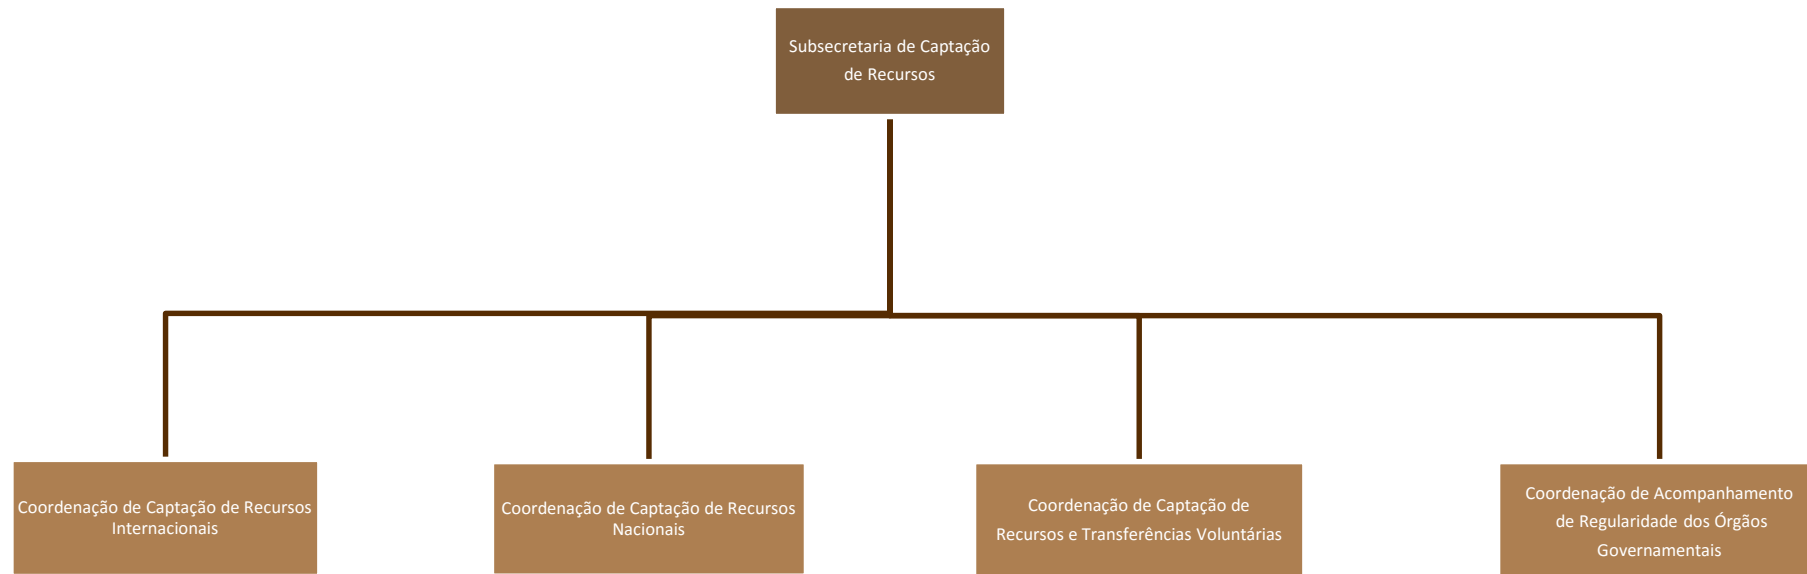 Subsecretaria de Captação
de Recursos
Coordenação de Captação de Recursos
Internacionais
Coordenação de Captação de Recursos
Nacionais
Coordenação de Captação de
Recursos e Transferências Voluntárias
Coordenação de Acompanhamento
de Regularidade dos Órgãos
Governamentais